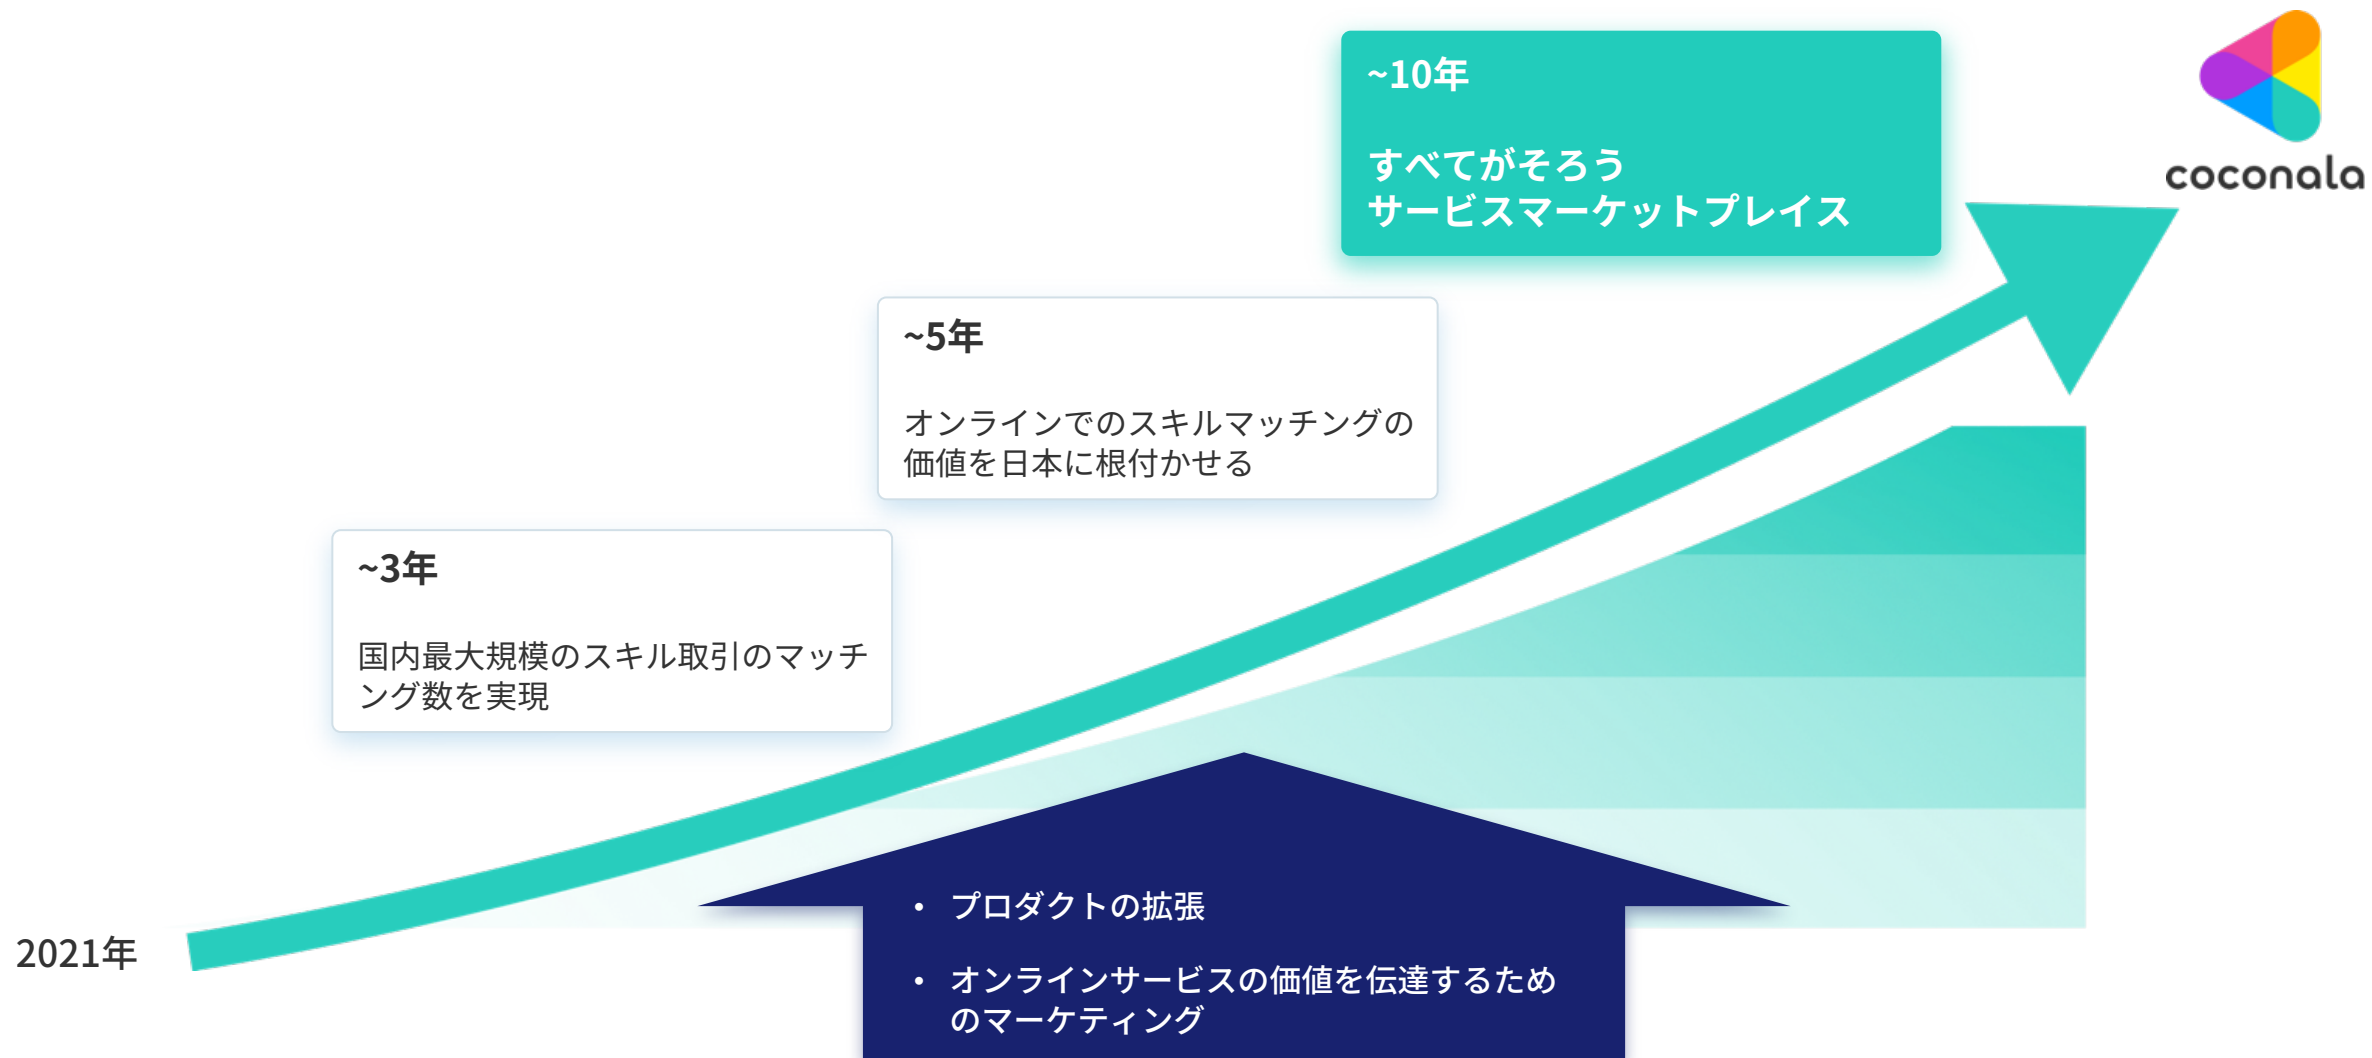 ~10年
すべてがそろう
サービスマーケットプレイス
coconala
~5年
オンラインでのスキルマッチングの
価値を日本に根付かせる
~3年
国内最大規模のスキル取引のマッチ
ング数を実現
2021年
• プロダクトの拡張
• オンラインサービスの価値を伝達するため
のマーケティング